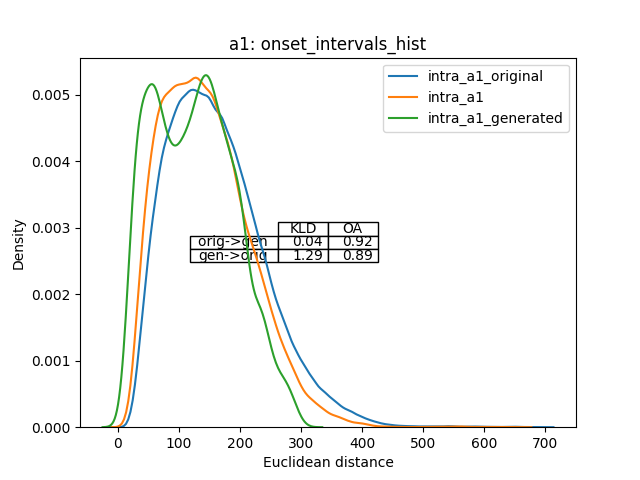 a1: onset_intervals_hist
intra_a1_original
intra_a1
intra_a1_generated
0.005
0.004
0.003
0.002
0.001
0.000
Density
KLD OA
orig->gen 0.04 0.92
gen->orig 1.29 0.89
0 100 200 300 400 500 600 700
Euclidean distance